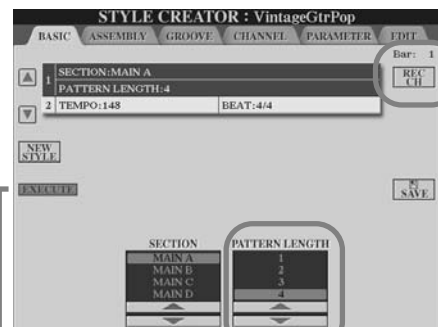 STYLE CREATOR : VintageGtrPop
BASIC ASSEMBLY GROOVE CHANNEL PARAMETER EDIT
Bar: 1
REC
CH
1 SECTION:MAIN A
PATTERN LENGTH:4
2 TEMPO:148 BEAT:4/4
NEW
STYLE
EXECUTE
SAVE
SECTION PATTERN LENGTH
MAIN A 1
MAIN B 2
MAIN C 3
MAIN D 4